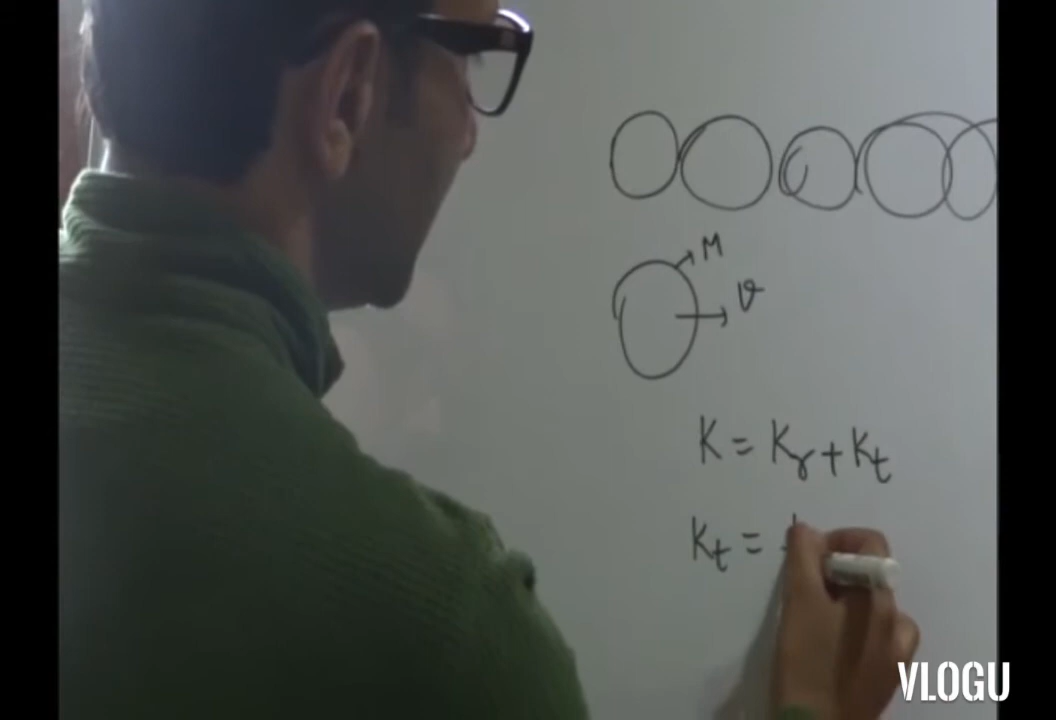 M
v
K = Kr + Kt
Kt =
VLOGU